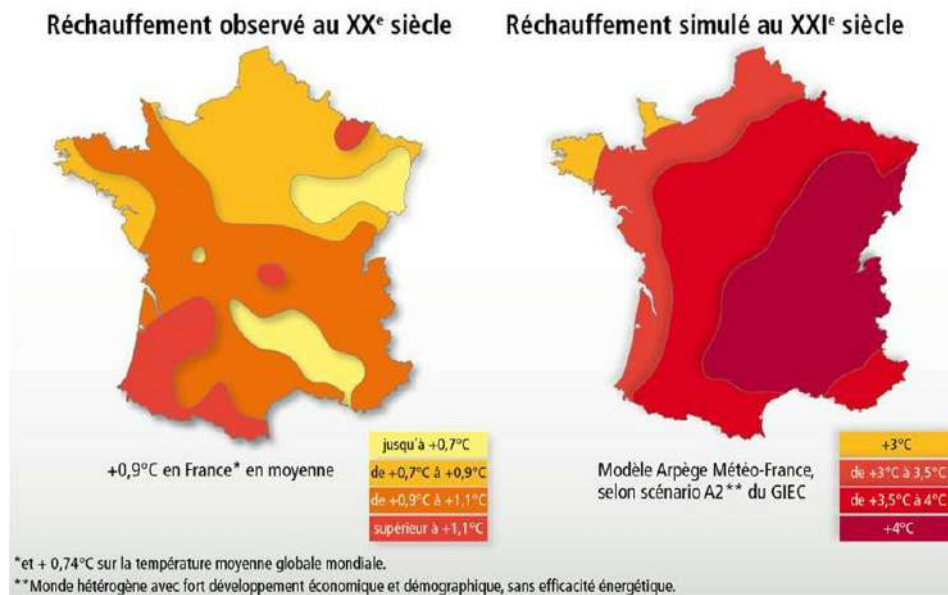 Réchauffement observé au XXᵉ siècle
Réchauffement simulé au XXIᵉ siècle
+0,9°C en France* en moyenne
jusqu'à +0,7°C
de +0,7°C à +0,9°C
de +0,9°C à +1,1°C
supérieur à +1,1°C
Modèle Arpège Météo-France,
selon scénario A2** du GIEC
+3°C
de +3°C à 3,5°C
de +3,5°C à 4°C
+4°C
*et + 0,74°C sur la température moyenne globale mondiale.
**Monde hétérogène avec fort développement économique et démographique, sans efficacité énergétique.